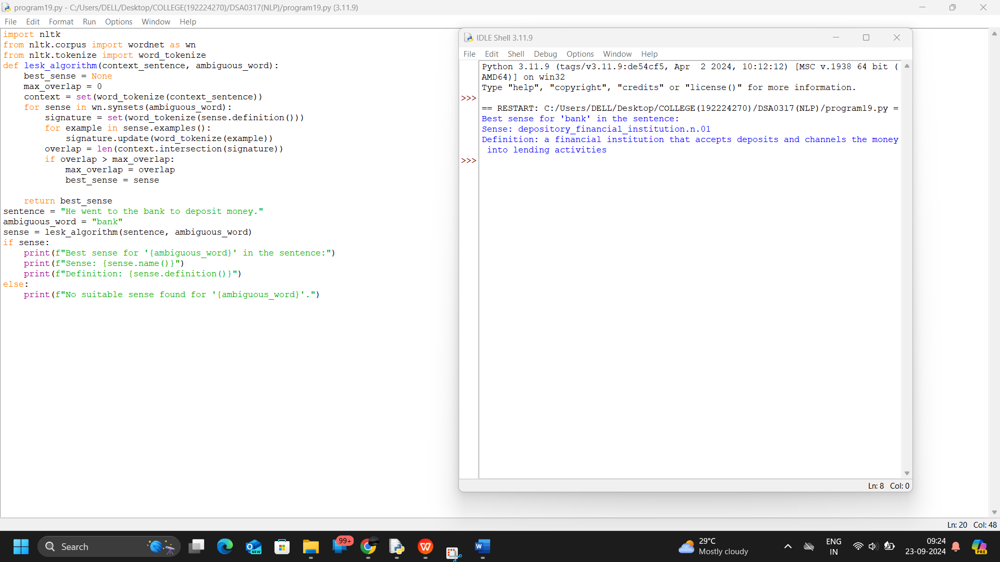 program19.py - C:/Users/DELL/Desktop/COLLEGE(192224270)/DSA0317(NLP)/program19.py (3.11.9)
File Edit Format Run Options Window Help
import nltk
from nltk.corpus import wordnet as wn
from nltk.tokenize import word_tokenize
def lesk_algorithm(context_sentence, ambiguous_word):
    best_sense = None
    max_overlap = 0
    context = set(word_tokenize(context_sentence))
    for sense in wn.synsets(ambiguous_word):
        signature = set(word_tokenize(sense.definition()))
        for example in sense.examples():
            signature.update(word_tokenize(example))
        overlap = len(context.intersection(signature))
        if overlap > max_overlap:
            max_overlap = overlap
            best_sense = sense
    return best_sense
sentence = "He went to the bank to deposit money."
ambiguous_word = "bank"
sense = lesk_algorithm(sentence, ambiguous_word)
if sense:
    print(f"Best sense for '{ambiguous_word}' in the sentence:")
    print(f"Sense: {sense.name()}")
    print(f"Definition: {sense.definition()}")
else:
    print(f"No suitable sense found for '{ambiguous_word}'.")
IDLE Shell 3.11.9
File Edit Shell Debug Options Window Help
Python 3.11.9 (tags/v3.11.9:de54cf5, Apr  2 2024, 10:12:12) [MSC v.1938 64 bit (
AMD64)] on win32
Type "help", "copyright", "credits" or "license()" for more information.
>>>
== RESTART: C:/Users/DELL/Desktop/COLLEGE(192224270)/DSA0317(NLP)/program19.py =
Best sense for 'bank' in the sentence:
Sense: depository_financial_institution.n.01
Definition: a financial institution that accepts deposits and channels the money
 into lending activities
>>>
Ln: 8 Col: 0
Ln: 20 Col: 48
Search
NEW
99+
W
W
29°C
Mostly cloudy
ENG
IN
09:24
23-09-2024
PRE